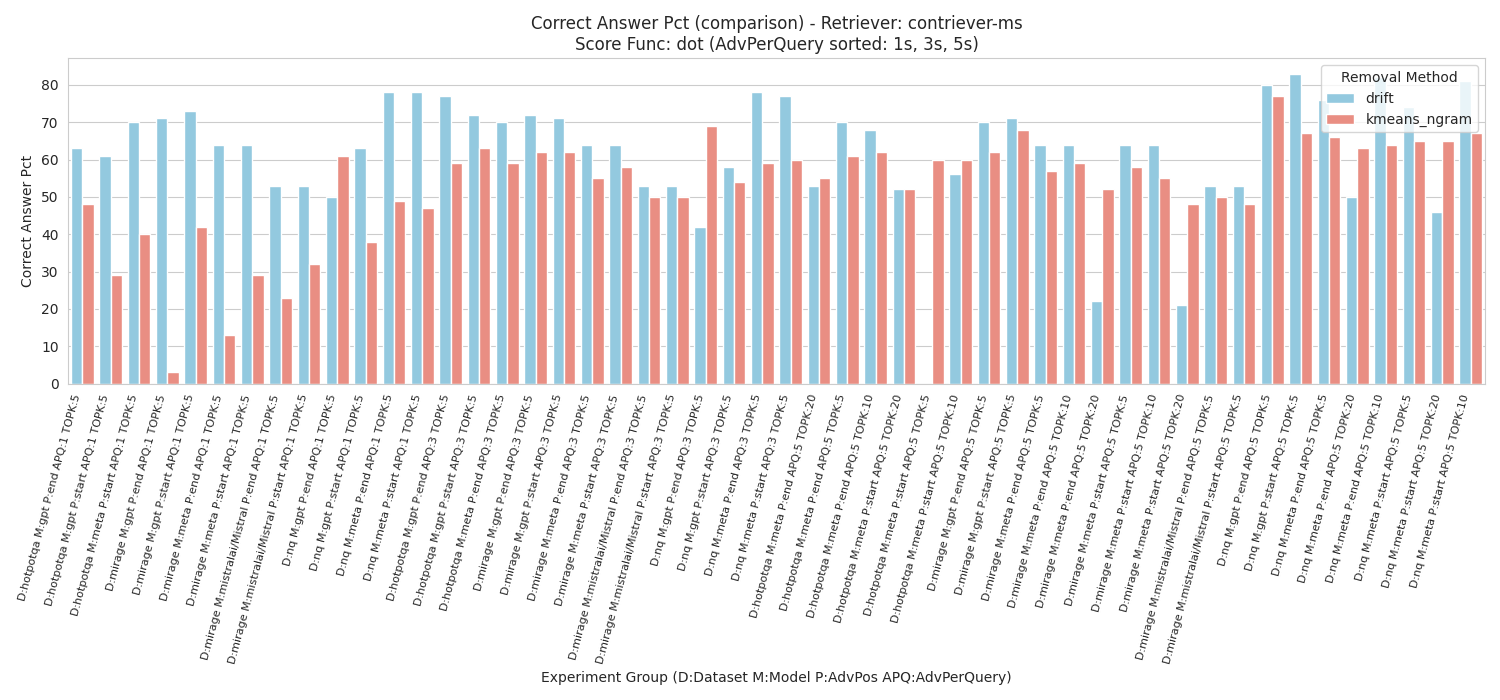 Correct Answer Pct (comparison) - Retriever: contriever-ms
Score Func: dot (AdvPerQuery sorted: 1s, 3s, 5s)
Removal Method
drift
kmeans_ngram
Correct Answer Pct
80
70
60
50
40
30
20
10
0
D:hotpotqa M:gpt P:end APQ:1 TOPK:5
D:hotpotqa M:gpt P:start APQ:1 TOPK:5
D:hotpotqa M:meta P:start APQ:1 TOPK:5
D:mirage M:gpt P:end APQ:1 TOPK:5
D:mirage M:gpt P:start APQ:1 TOPK:5
D:mirage M:meta P:end APQ:1 TOPK:5
D:mirage M:meta P:start APQ:1 TOPK:5
D:mirage M:mistralai/Mistral P:end APQ:1 TOPK:5
D:mirage M:mistralai/Mistral P:start APQ:1 TOPK:5
D:nq M:gpt P:end APQ:1 TOPK:5
D:nq M:gpt P:start APQ:1 TOPK:5
D:nq M:meta P:end APQ:1 TOPK:5
D:nq M:meta P:start APQ:1 TOPK:5
D:hotpotqa M:gpt P:end APQ:3 TOPK:5
D:hotpotqa M:gpt P:start APQ:3 TOPK:5
D:hotpotqa M:meta P:end APQ:3 TOPK:5
D:mirage M:gpt P:end APQ:3 TOPK:5
D:mirage M:gpt P:start APQ:3 TOPK:5
D:mirage M:meta P:end APQ:3 TOPK:5
D:mirage M:meta P:start APQ:3 TOPK:5
D:mirage M:mistralai/Mistral P:end APQ:3 TOPK:5
D:mirage M:mistralai/Mistral P:start APQ:3 TOPK:5
D:nq M:gpt P:end APQ:3 TOPK:5
D:nq M:gpt P:start APQ:3 TOPK:5
D:nq M:meta P:end APQ:3 TOPK:5
D:nq M:meta P:start APQ:3 TOPK:5
D:hotpotqa M:meta P:end APQ:5 TOPK:20
D:hotpotqa M:meta P:end APQ:5 TOPK:5
D:hotpotqa M:meta P:end APQ:5 TOPK:10
D:hotpotqa M:meta P:start APQ:5 TOPK:20
D:hotpotqa M:meta P:start APQ:5 TOPK:5
D:hotpotqa M:meta P:start APQ:5 TOPK:10
D:mirage M:gpt P:end APQ:5 TOPK:5
D:mirage M:gpt P:start APQ:5 TOPK:5
D:mirage M:meta P:end APQ:5 TOPK:5
D:mirage M:meta P:end APQ:5 TOPK:10
D:mirage M:meta P:end APQ:5 TOPK:20
D:mirage M:meta P:start APQ:5 TOPK:5
D:mirage M:meta P:start APQ:5 TOPK:10
D:mirage M:meta P:start APQ:5 TOPK:20
D:mirage M:mistralai/Mistral P:end APQ:5 TOPK:5
D:mirage M:mistralai/Mistral P:start APQ:5 TOPK:5
D:nq M:gpt P:end APQ:5 TOPK:5
D:nq M:gpt P:start APQ:5 TOPK:5
D:nq M:meta P:end APQ:5 TOPK:5
D:nq M:meta P:end APQ:5 TOPK:20
D:nq M:meta P:end APQ:5 TOPK:10
D:nq M:meta P:start APQ:5 TOPK:5
D:nq M:meta P:start APQ:5 TOPK:20
D:nq M:meta P:start APQ:5 TOPK:10
Experiment Group (D:Dataset M:Model P:AdvPos APQ:AdvPerQuery)